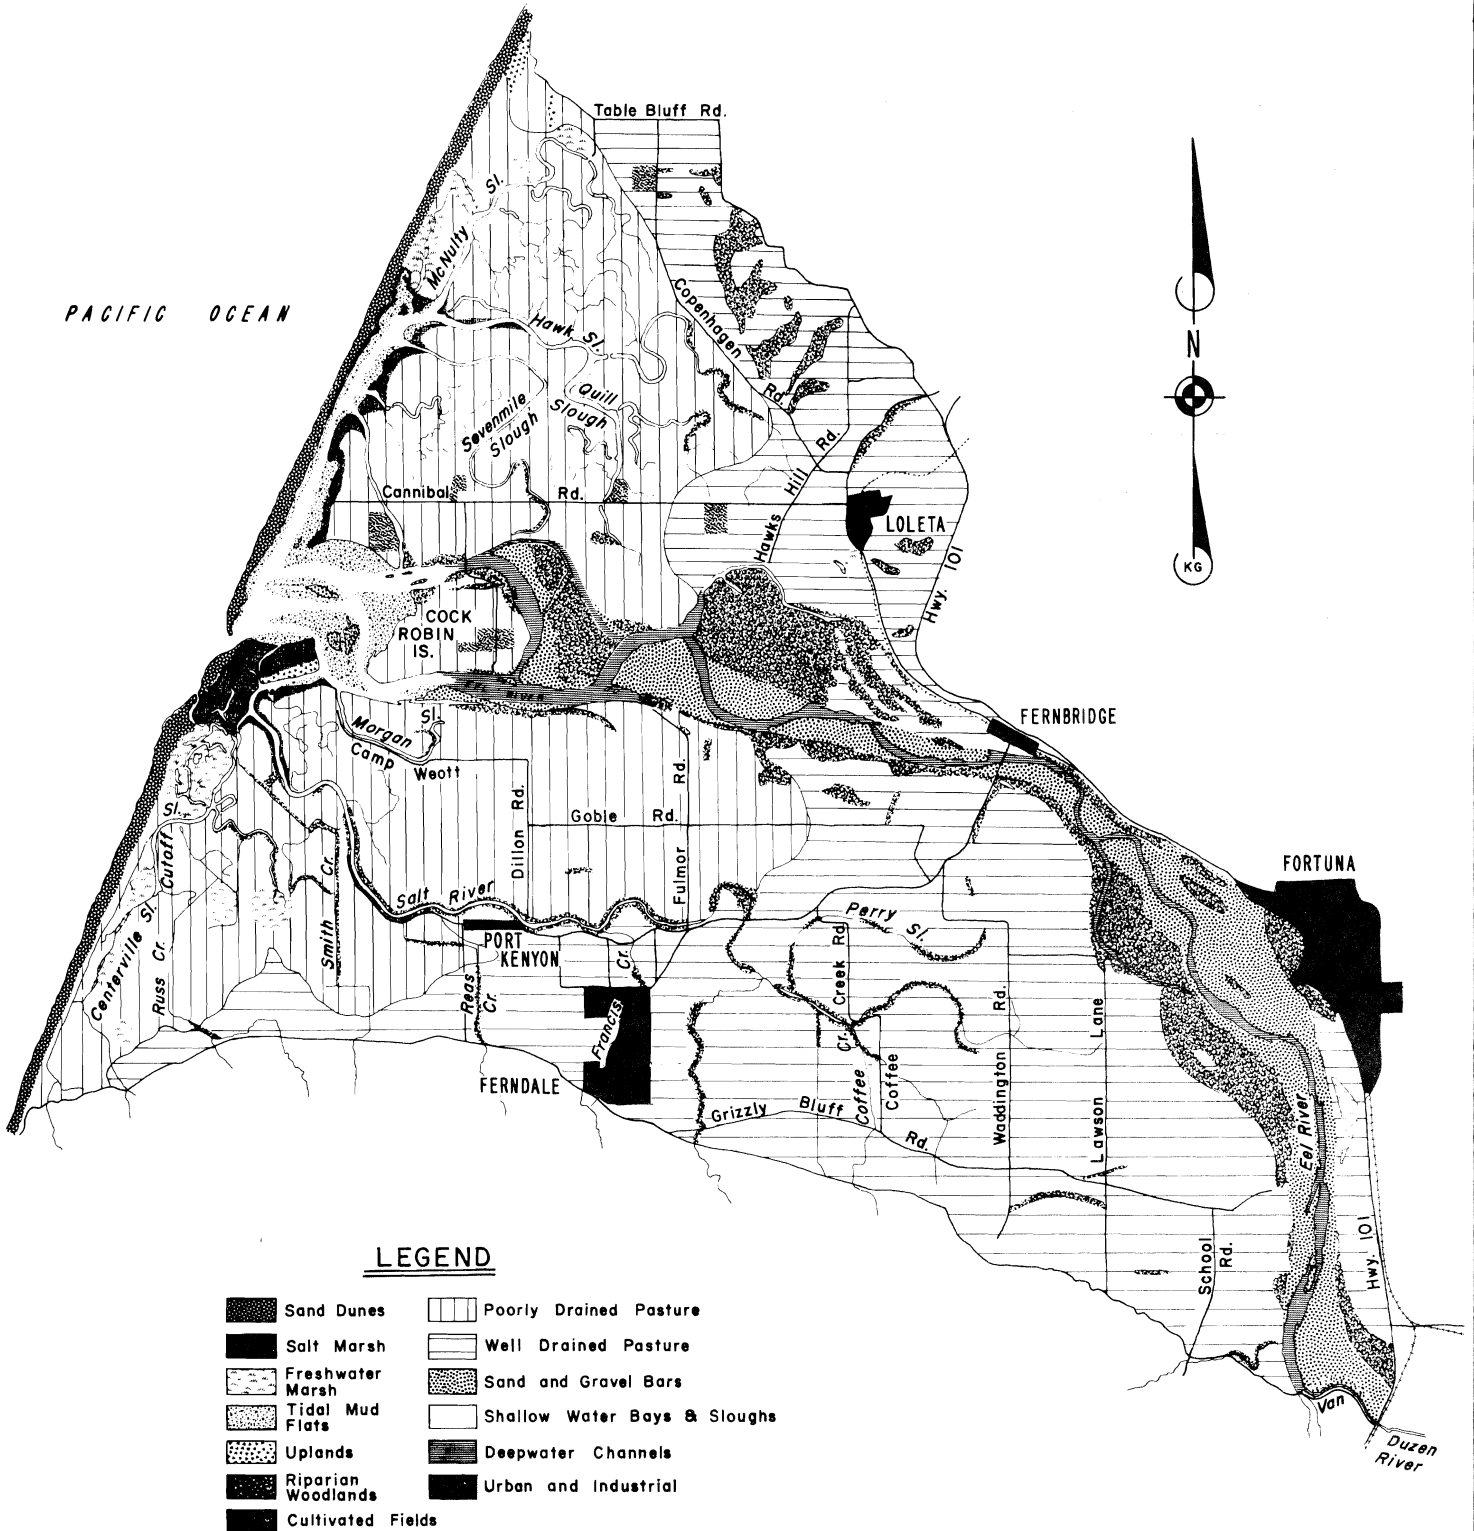 Table Bluff Rd.
McNulty Sl.
PACIFIC OCEAN
Copenhagen Rd.
Hawk Sl.
Quill Slough
Sevenmile Slough
N
Hawks Hill Rd.
Cannibal Rd.
LOLETA
Hwy. 101
KG
COCK
ROBIN
IS.
EEL RIVER
FERNBRIDGE
Morgan Sl.
Camp Weott
Dillon Rd.
Goble Rd.
Fulmor Rd.
Cutoff Sl.
FORTUNA
Salt River
Smith Cr.
Centerville Sl.
Russ Cr.
PORT
KENYON
Reas Cr.
Francis Cr.
FERNDALE
Perry Sl.
Coffee Creek Rd.
Coffee Cr.
Waddington Rd.
Lawson Lane
Grizzly Bluff Rd.
Eel River
School Rd.
Hwy. 101
Van Duzen
River
LEGEND
Sand Dunes
Salt Marsh
Freshwater
Marsh
Tidal Mud
Flats
Uplands
Riparian
Woodlands
Cultivated Fields
Poorly Drained Pasture
Well Drained Pasture
Sand and Gravel Bars
Shallow Water Bays & Sloughs
Deepwater Channels
Urban and Industrial